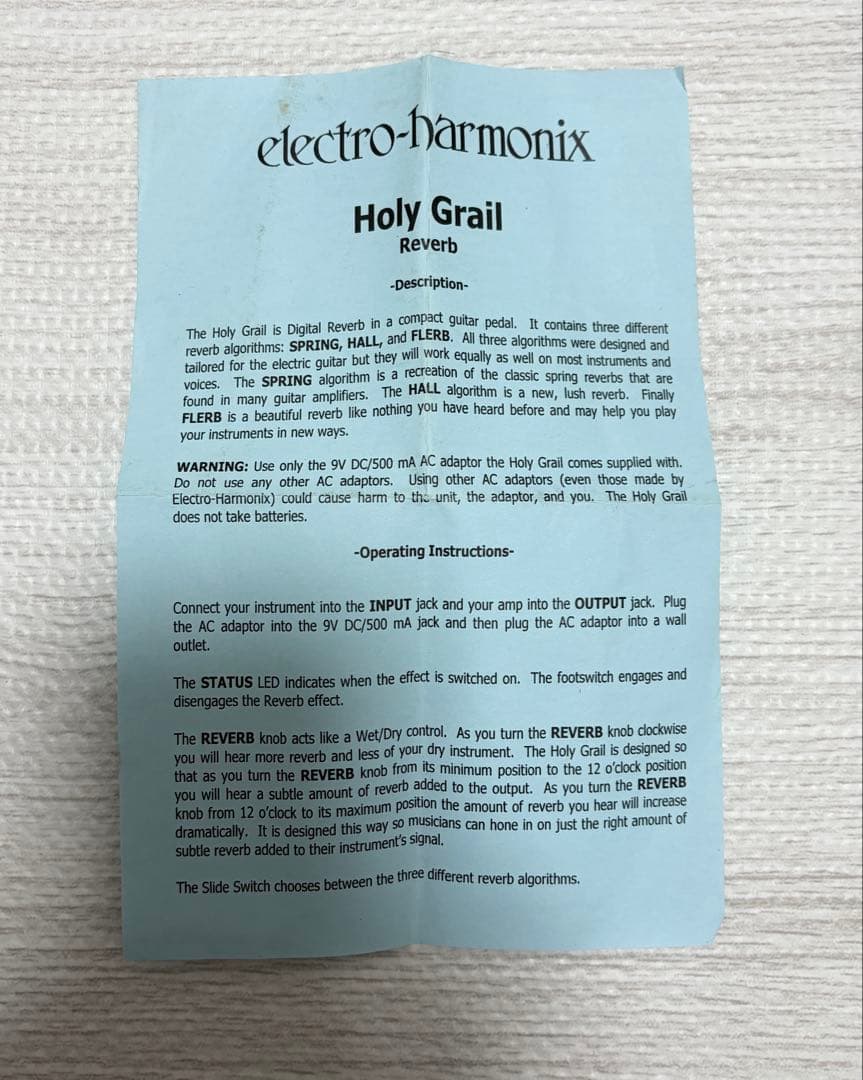 electro-harmonix
Holy Grail
Reverb
-Description-
The Holy Grail is Digital Reverb in a compact guitar pedal. It contains three different
reverb algorithms: SPRING, HALL, and FLERB. All three algorithms were designed and
tailored for the electric guitar but they will work equally as well on most instruments and
voices. The SPRING algorithm is a recreation of the classic spring reverbs that are
found in many guitar amplifiers. The HALL algorithm is a new, lush reverb. Finally
FLERB is a beautiful reverb like nothing you have heard before and may help you play
your instruments in new ways.
WARNING: Use only the 9V DC/500 mA AC adaptor the Holy Grail comes supplied with.
Do not use any other AC adaptors. Using other AC adaptors (even those made by
Electro-Harmonix) could cause harm to the unit, the adaptor, and you. The Holy Grail
does not take batteries.
-Operating Instructions-
Connect your instrument into the INPUT jack and your amp into the OUTPUT jack. Plug
the AC adaptor into the 9V DC/500 mA jack and then plug the AC adaptor into a wall
outlet.
The STATUS LED indicates when the effect is switched on. The footswitch engages and
disengages the Reverb effect.
The REVERB knob acts like a Wet/Dry control. As you turn the REVERB knob clockwise
you will hear more reverb and less of your dry instrument. The Holy Grail is designed so
that as you turn the REVERB knob from its minimum position to the 12 o'clock position
you will hear a subtle amount of reverb added to the output. As you turn the REVERB
knob from 12 o'clock to its maximum position the amount of reverb you hear will increase
dramatically. It is designed this way so musicians can hone in on just the right amount of
subtle reverb added to their instrument's signal.
The Slide Switch chooses between the three different reverb algorithms.